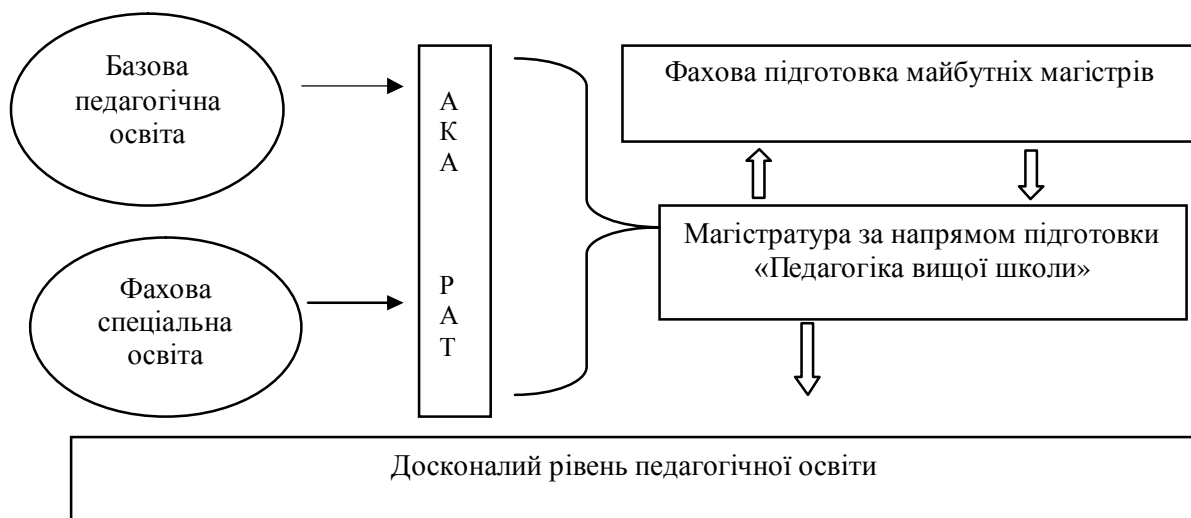 Базова
педагогічна
освіта
Фахова
спеціальна
освіта
А
К
А
Р
А
Т
Фахова підготовка майбутніх магістрів
Магістратура за напрямом підготовки
«Педагогіка вищої школи»
Досконалий рівень педагогічної освіти